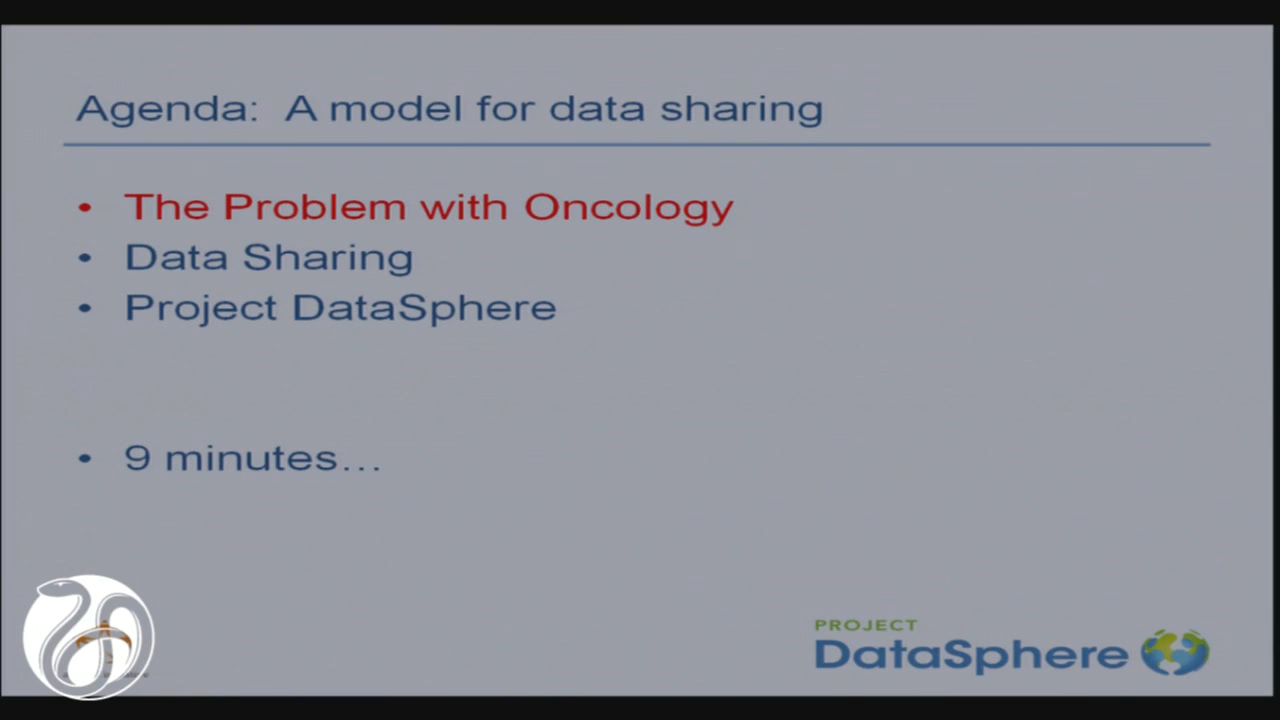 Agenda: A model for data sharing
• The Problem with Oncology
• Data Sharing
• Project DataSphere
• 9 minutes…
PROJECT
DataSphere